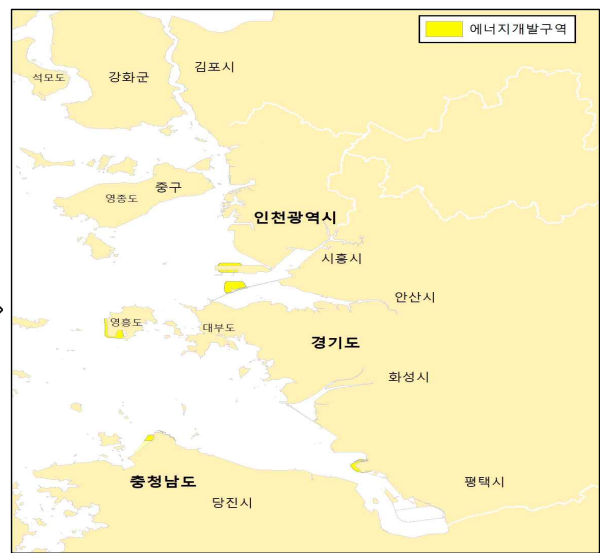 에너지개발구역
석모도
강화군
김포시
영종도
중구
인천광역시
시흥시
안산시
영흥도
대부도
경기도
화성시
충청남도
당진시
평택시